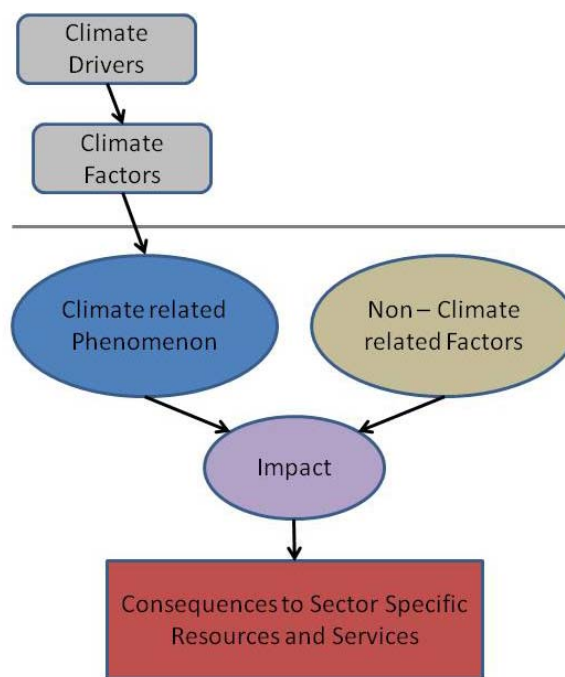 Climate
Drivers
Climate
Factors
Climate related
Phenomenon
Non – Climate
related Factors
Impact
Consequences to Sector Specific
Resources and Services